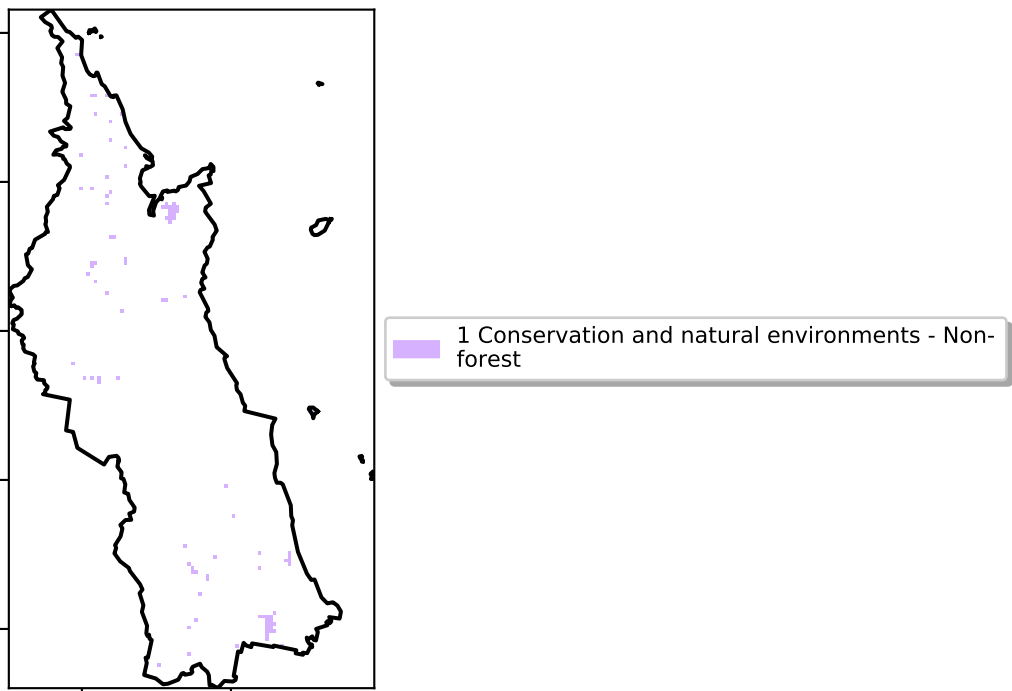 1 Conservation and natural environments - Non-
forest